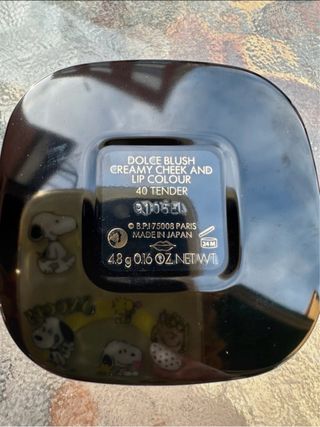 DOLCE BLUSH
CREAMY CHEEK AND
LIP COLOUR
40 TENDER
© B.P.I 75008 PARIS
MADE IN JAPAN
24 M
4.8 g 0.16 OZ. NET WT.